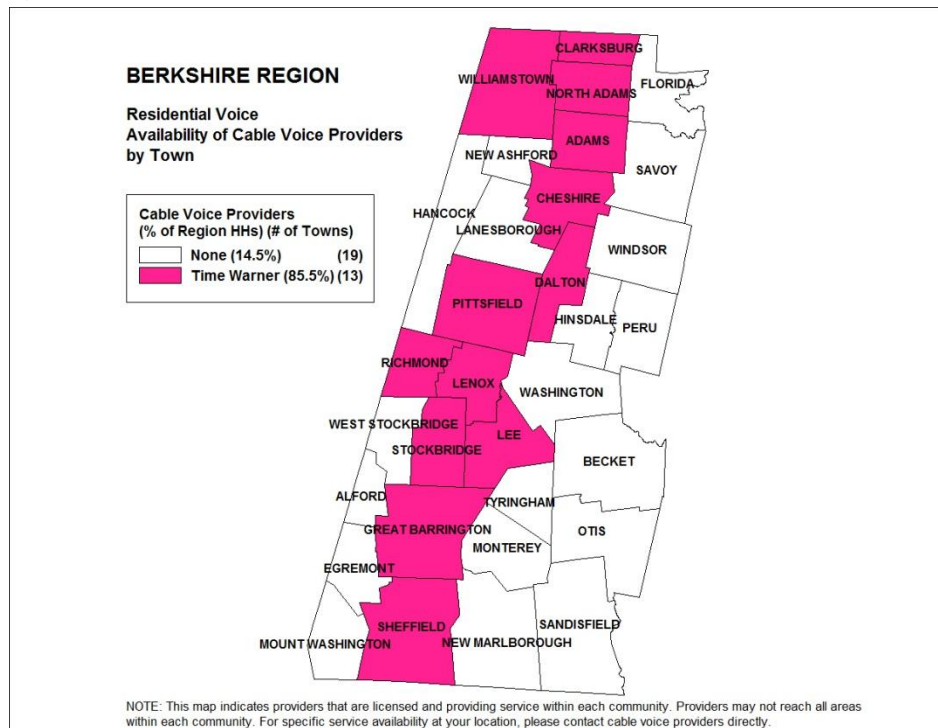 BERKSHIRE REGION
Residential Voice
Availability of Cable Voice Providers
by Town
Cable Voice Providers
(% of Region HHs) (# of Towns)
None (14.5%) (19)
Time Warner (85.5%) (13)
CLARKSBURG
WILLIAMSTOWN
FLORIDA
NORTH ADAMS
ADAMS
NEW ASHFORD
SAVOY
CHESHIRE
HANCOCK
LANESBOROUGH
WINDSOR
DALTON
PITTSFIELD
HINSDALE
PERU
RICHMOND
LENOX
WASHINGTON
WEST STOCKBRIDGE
LEE
STOCKBRIDGE
BECKET
ALFORD
TYRINGHAM
GREAT BARRINGTON
OTIS
MONTEREY
EGREMONT
SHEFFIELD
SANDISFIELD
MOUNT WASHINGTON
NEW MARLBOROUGH
NOTE: This map indicates providers that are licensed and providing service within each community. Providers may not reach all areas
within each community. For specific service availability at your location, please contact cable voice providers directly.